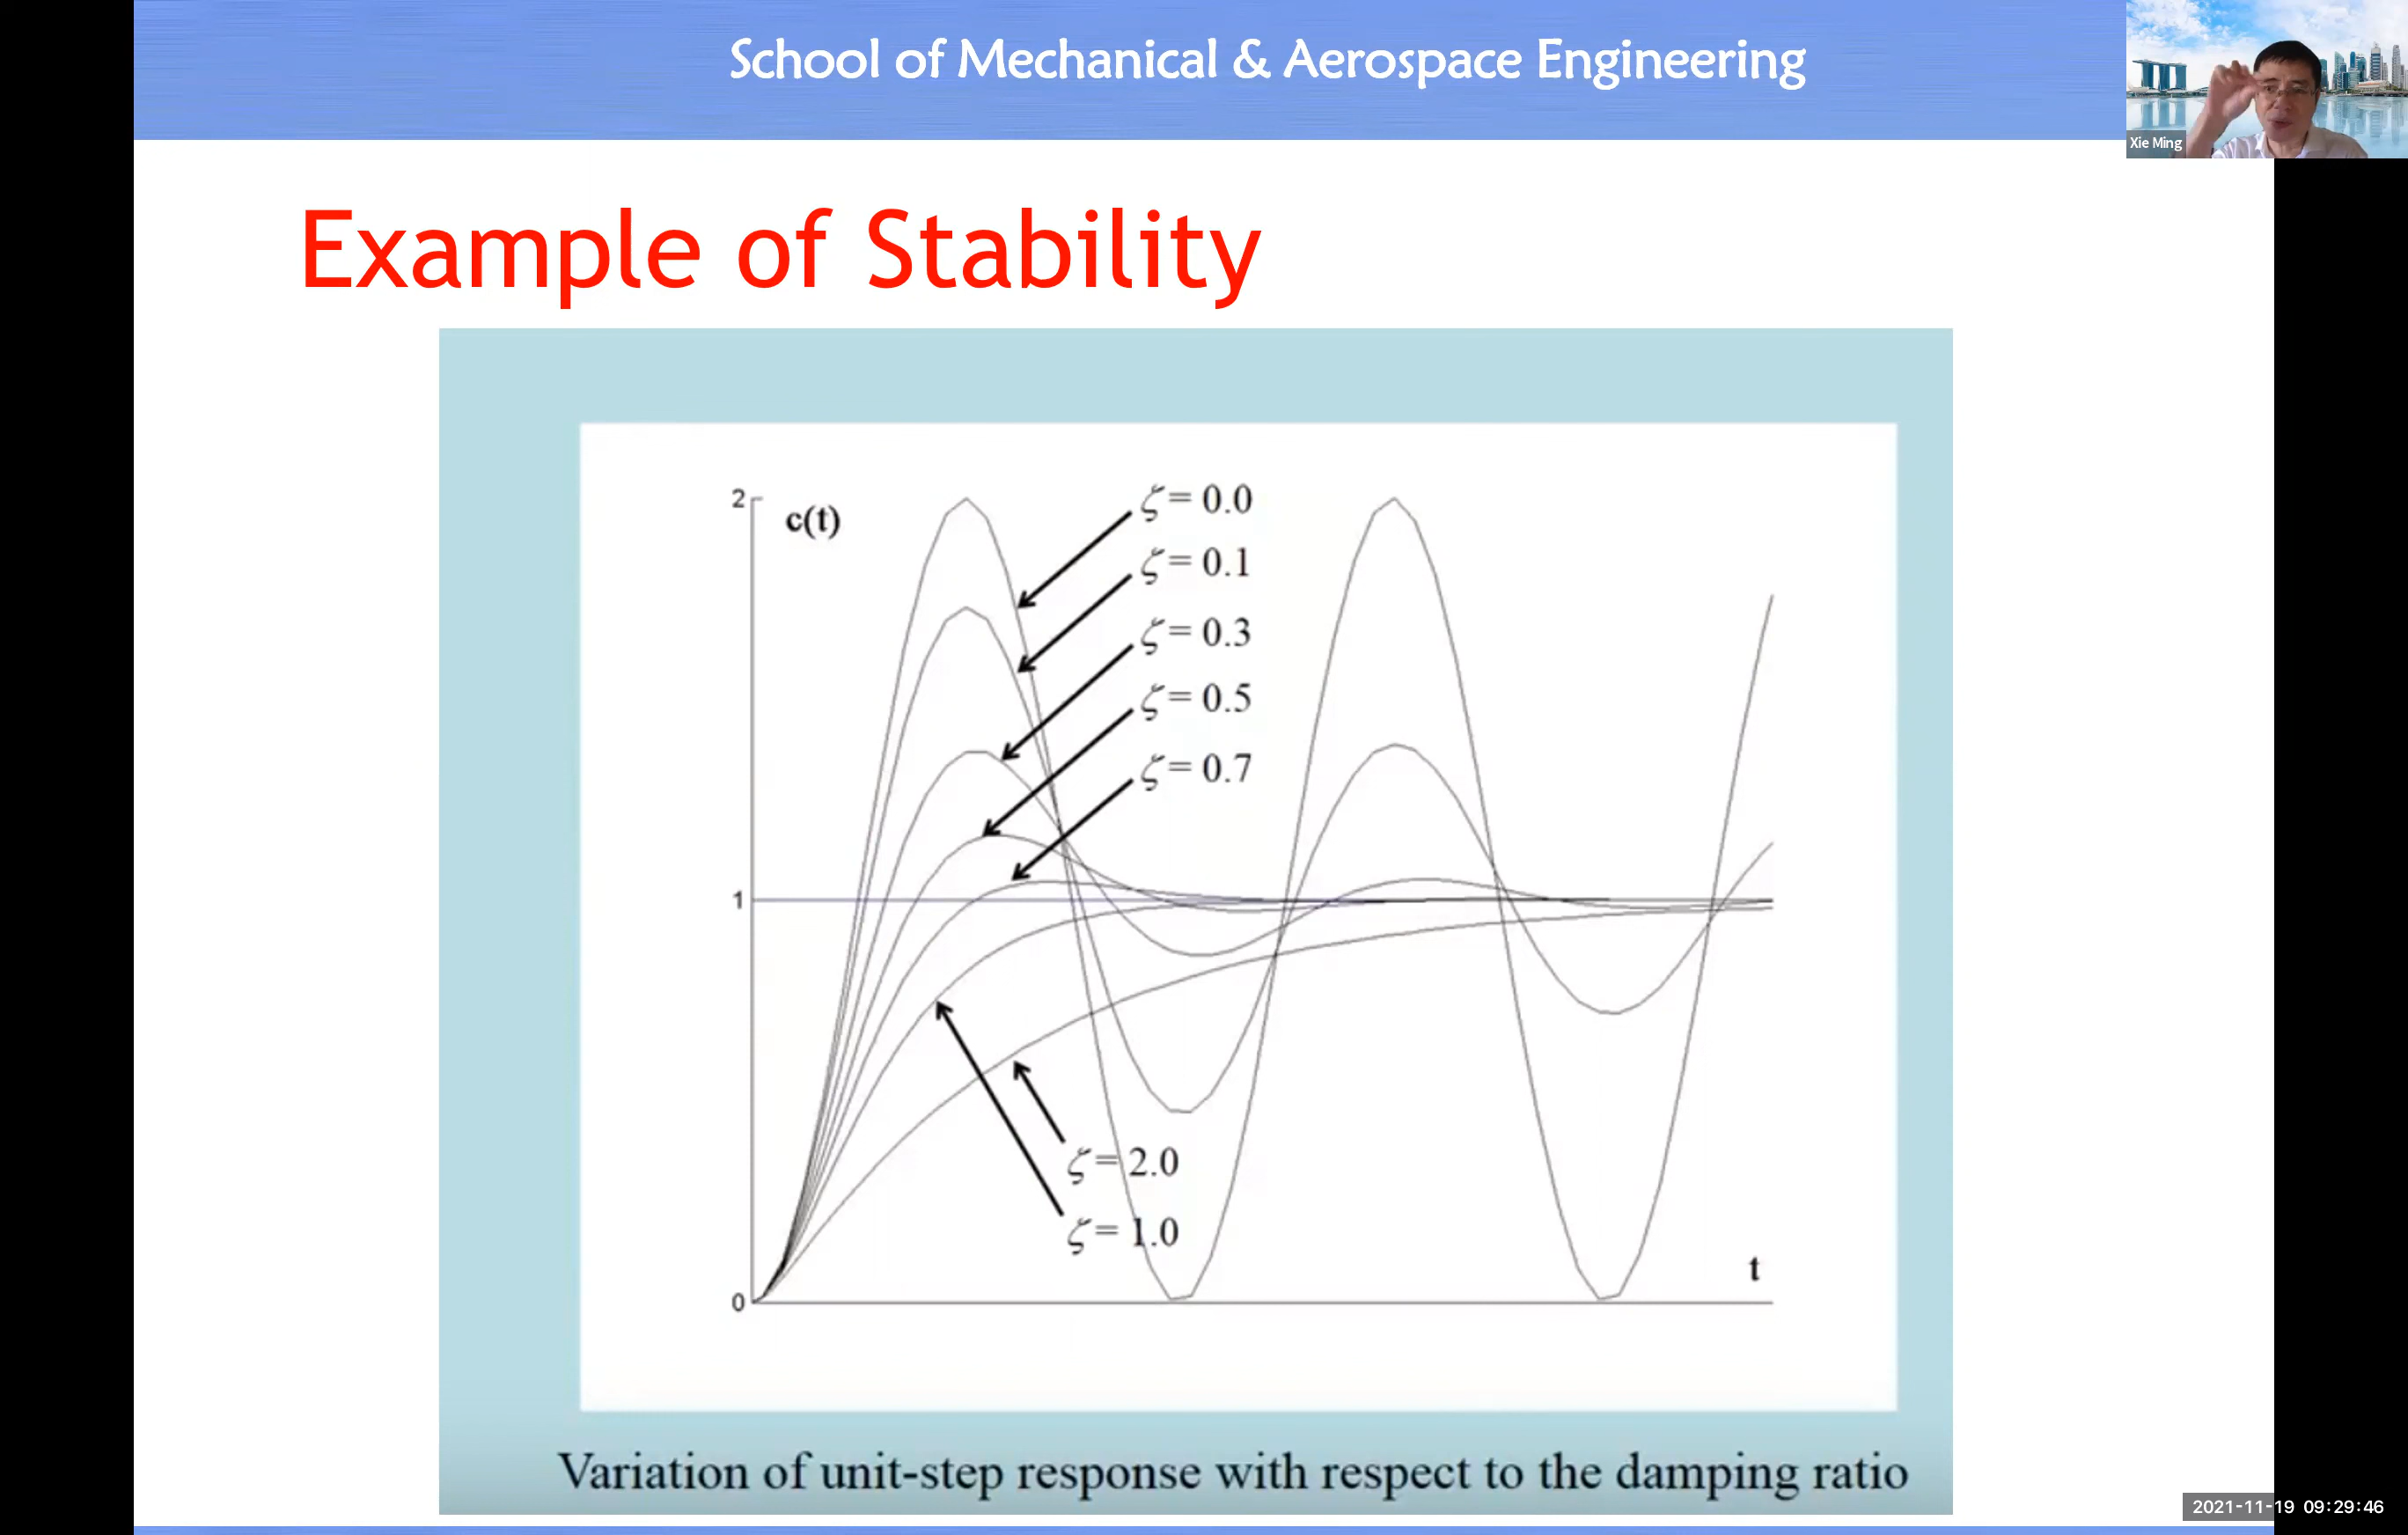 School of Mechanical & Aerospace Engineering
Xie Ming
Example of Stability
2
c(t)
ζ = 0.0
ζ = 0.1
ζ = 0.3
ζ = 0.5
ζ = 0.7
1
ζ = 2.0
ζ = 1.0
t
0
Variation of unit-step response with respect to the damping ratio
2021-11-19 09:29:46